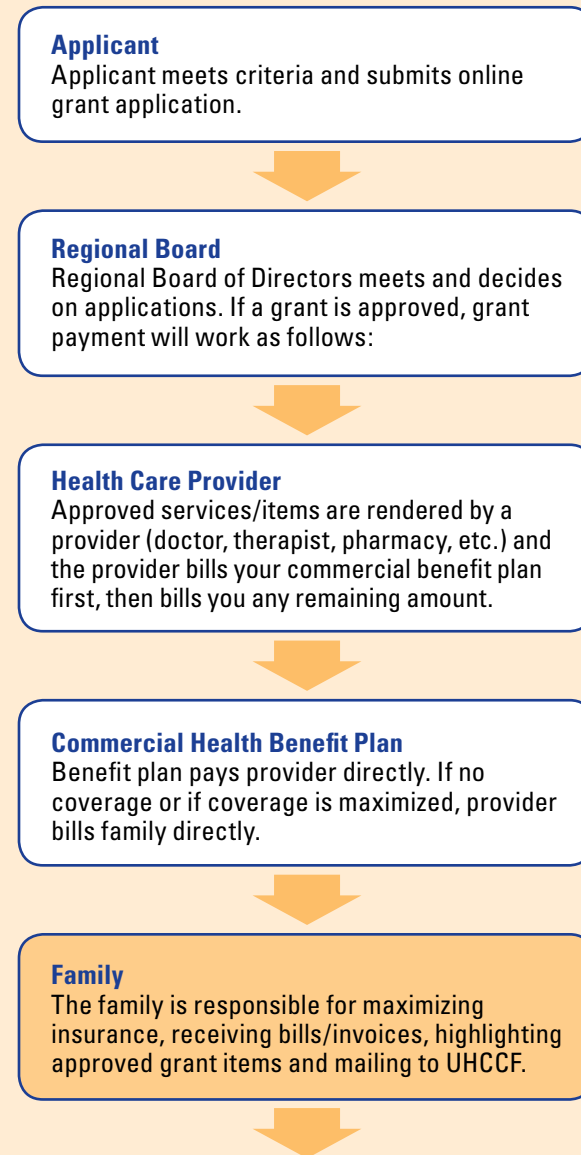 Applicant
Applicant meets criteria and submits online
grant application.
Regional Board
Regional Board of Directors meets and decides
on applications. If a grant is approved, grant
payment will work as follows:
Health Care Provider
Approved services/items are rendered by a
provider (doctor, therapist, pharmacy, etc.) and
the provider bills your commercial benefit plan
first, then bills you any remaining amount.
Commercial Health Benefit Plan
Benefit plan pays provider directly. If no
coverage or if coverage is maximized, provider
bills family directly.
Family
The family is responsible for maximizing
insurance, receiving bills/invoices, highlighting
approved grant items and mailing to UHCCF.